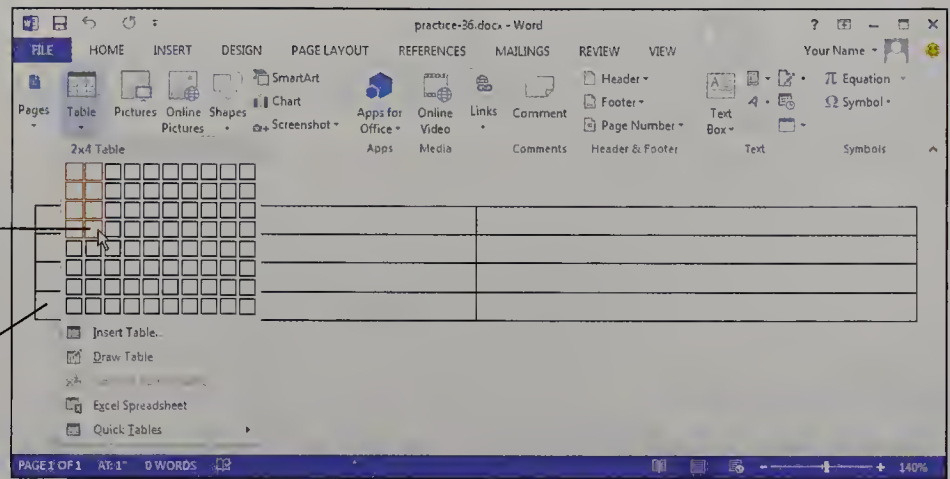 practice-36.docx - Word
FILE HOME INSERT DESIGN PAGE LAYOUT REFERENCES MAILINGS REVIEW VIEW Your Name
Pages
Table
Pictures
Online Pictures
Shapes
SmartArt
Chart
Screenshot
Apps for Office
Online Video
Links
Comment
Header
Footer
Page Number
Text Box
π Equation
Ω Symbol
Apps Media Comments Header & Footer Text Symbols
2x4 Table
Insert Table...
Draw Table
Excel Spreadsheet
Quick Tables
PAGE 1 OF 1 AT: 1" 0 WORDS 140%